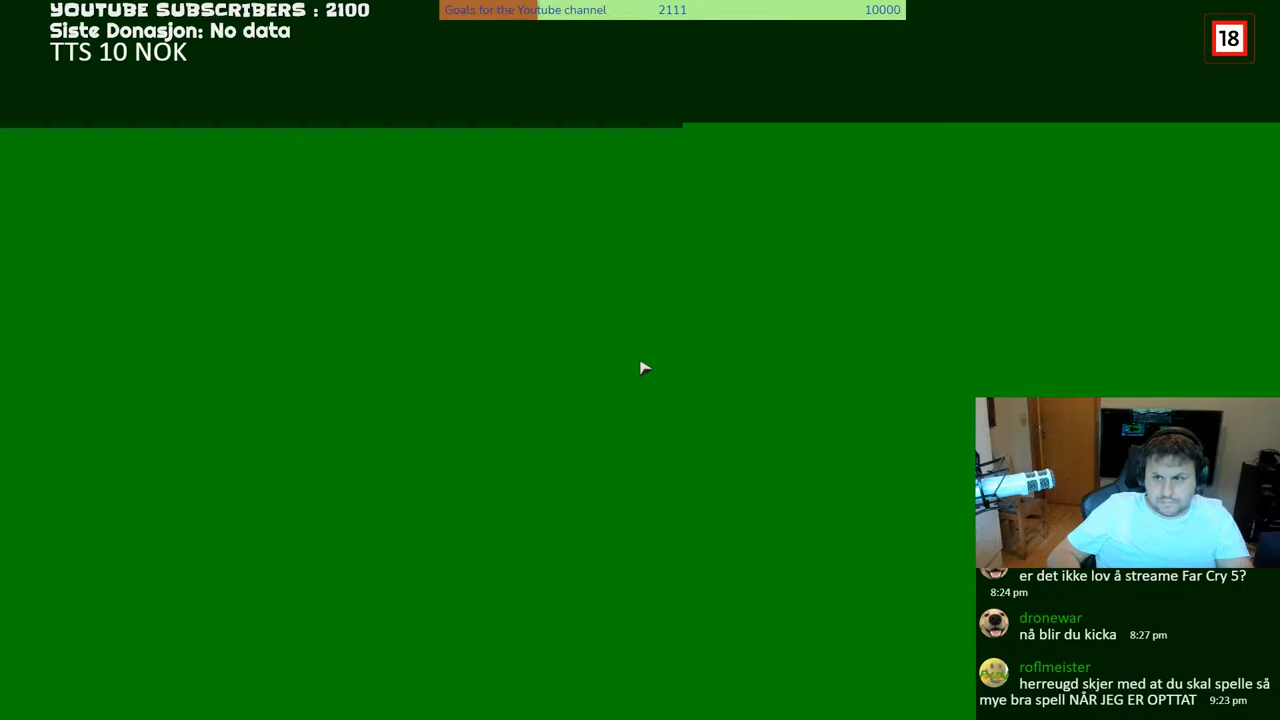 YOUTUBE SUBSCRIBERS : 2100
Siste Donasjon: No data
TTS 10 NOK
Goals for the Youtube channel 2111 10000
18
er det ikke lov å streame Far Cry 5?
8:24 pm
dronewar
nå blir du kicka 8:27 pm
roflmeister
herreugd skjer med at du skal spelle så
mye bra spell NÅR JEG ER OPTTAT 9:23 pm